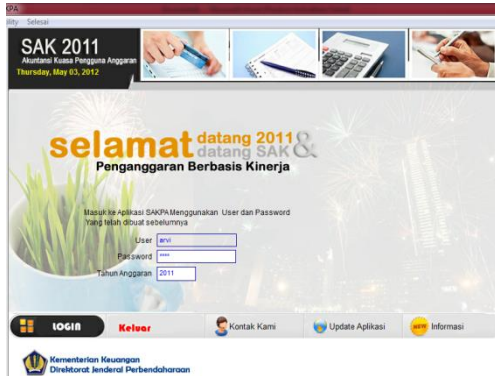 KPA
ility Selesai
SAK 2011
Akuntansi Kuasa Pengguna Anggaran
Thursday, May 03, 2012
selamat datang 2011 &
datang SAK
Penganggaran Berbasis Kinerja
Masuk ke Aplikasi SAKPA Menggunakan User dan Password
Yang telah dibuat sebelumnya
User arvi
Password ****
Tahun Anggaran 2011
LOGIN Keluar Kontak Kami Update Aplikasi NEW Informasi
Kementerian Keuangan
Direktorat Jenderal Perbendaharaan